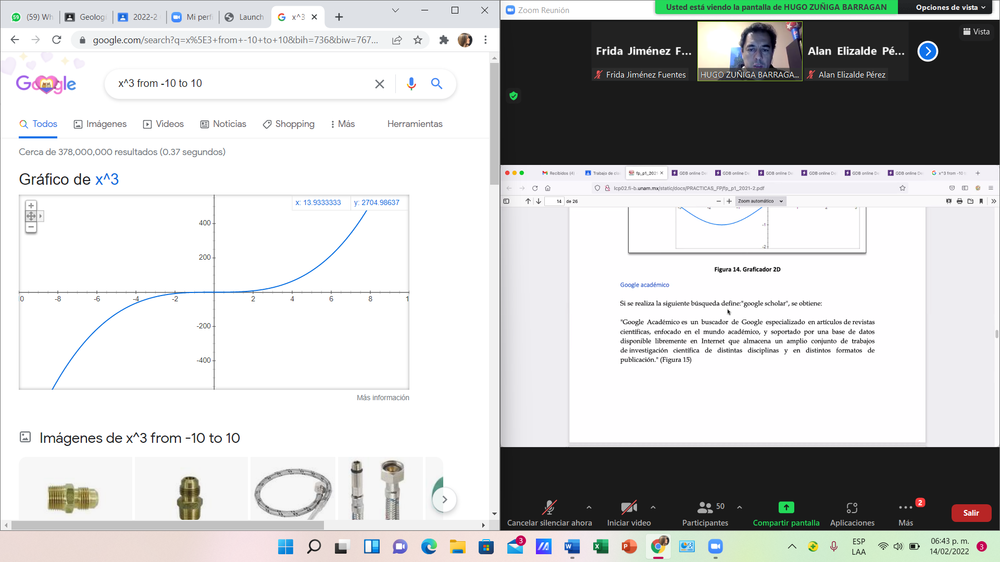 (59) Wh
Geologi
2022-2
Mi perfi
Launch
x^3
google.com/search?q=x%5E3+from+-10+to+10&bih=736&biw=767...
Google
x^3 from -10 to 10
Todos
Imágenes
Videos
Noticias
Shopping
Más
Herramientas
Cerca de 378,000,000 resultados (0.37 segundos)
Gráfico de x^3
x: 13.9333333
y: 2704.98637
400
200
-200
-400
0
-8
-6
-4
-2
2
4
6
8
1
Más información
Imágenes de x^3 from -10 to 10
Zoom Reunión
Usted está viendo la pantalla de HUGO ZUÑIGA BARRAGAN
Opciones de vista
Vista
Frida Jiménez F...
Frida Jiménez Fuentes
HUGO ZUÑIGA BARRAGA...
Alan Elizalde Pé...
Alan Elizalde Pérez
Recibidos (4)
Trabajo de cla
fp_p1_2021
GDB online De
GDB online De
GDB online De
GDB online De
GDB online De
GDB online De
x^3 from -10 t
lcp02.fi-b.unam.mx/static/docs/PRACTICAS_FP/fp_p1_2021-2.pdf
14
de 26
Zoom automático
-1
-2
Figura 14. Graficador 2D
Google académico
Si se realiza la siguiente búsqueda define:"google scholar", se obtiene:
"Google Académico es un buscador de Google especializado en artículos de revistas
científicas, enfocado en el mundo académico, y soportado por una base de datos
disponible libremente en Internet que almacena un amplio conjunto de trabajos
de investigación científica de distintas disciplinas y en distintos formatos de
publicación." (Figura 15)
Cancelar silenciar ahora
Iniciar video
50
Participantes
Compartir pantalla
Aplicaciones
2
Más
Salir
3
ESP
LAA
06:43 p. m.
14/02/2022
3